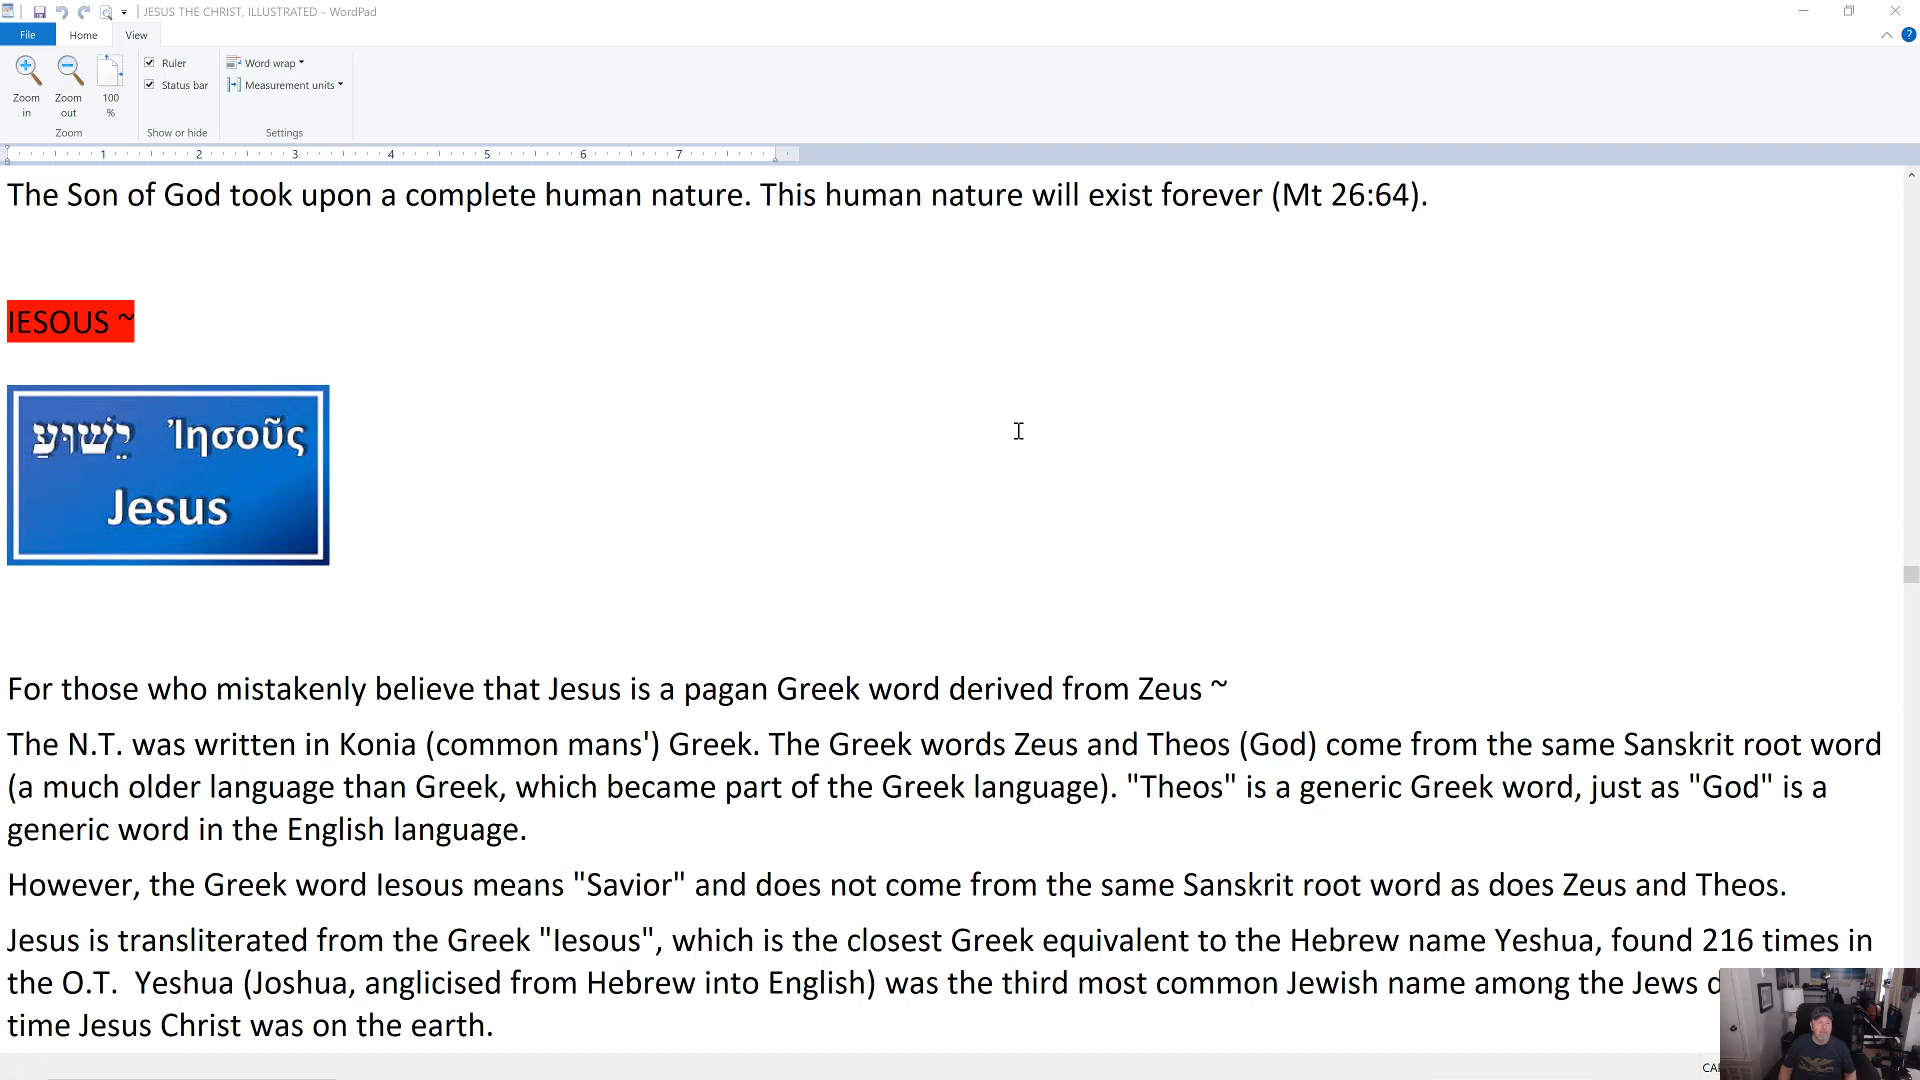 JESUS THE CHRIST, ILLUSTRATED - WordPad
File Home View
Zoom in
Zoom out
100 %
Ruler
Status bar
Word wrap
Measurement units
Zoom Show or hide Settings
1 2 3 4 5 6 7
The Son of God took upon a complete human nature. This human nature will exist forever (Mt 26:64).
IESOUS ~
יֵשׁוּעַ Ἰησοῦς
Jesus
For those who mistakenly believe that Jesus is a pagan Greek word derived from Zeus ~
The N.T. was written in Konia (common mans') Greek. The Greek words Zeus and Theos (God) come from the same Sanskrit root word
(a much older language than Greek, which became part of the Greek language). "Theos" is a generic Greek word, just as "God" is a
generic word in the English language.
However, the Greek word Iesous means "Savior" and does not come from the same Sanskrit root word as does Zeus and Theos.
Jesus is transliterated from the Greek "Iesous", which is the closest Greek equivalent to the Hebrew name Yeshua, found 216 times in
the O.T. Yeshua (Joshua, anglicised from Hebrew into English) was the third most common Jewish name among the Jews
time Jesus Christ was on the earth.